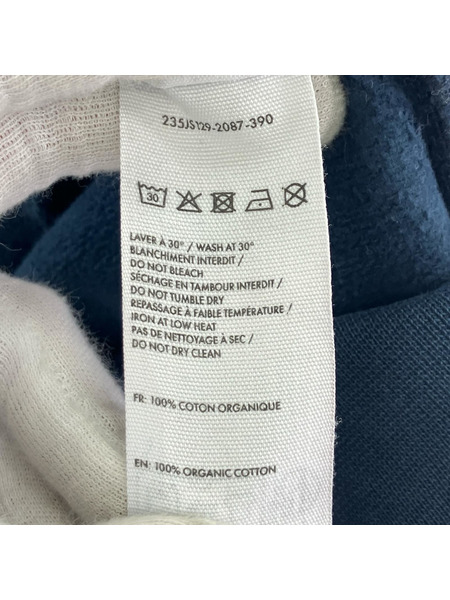 235JS129-2087-390
30
LAVER À 30° / WASH AT 30°
BLANCHIMENT INTERDIT /
DO NOT BLEACH
SÉCHAGE EN TAMBOUR INTERDIT /
DO NOT TUMBLE DRY
REPASSAGE À FAIBLE TEMPÉRATURE /
IRON AT LOW HEAT
PAS DE NETTOYAGE À SEC /
DO NOT DRY CLEAN
FR: 100% COTON ORGANIQUE
EN: 100% ORGANIC COTTON